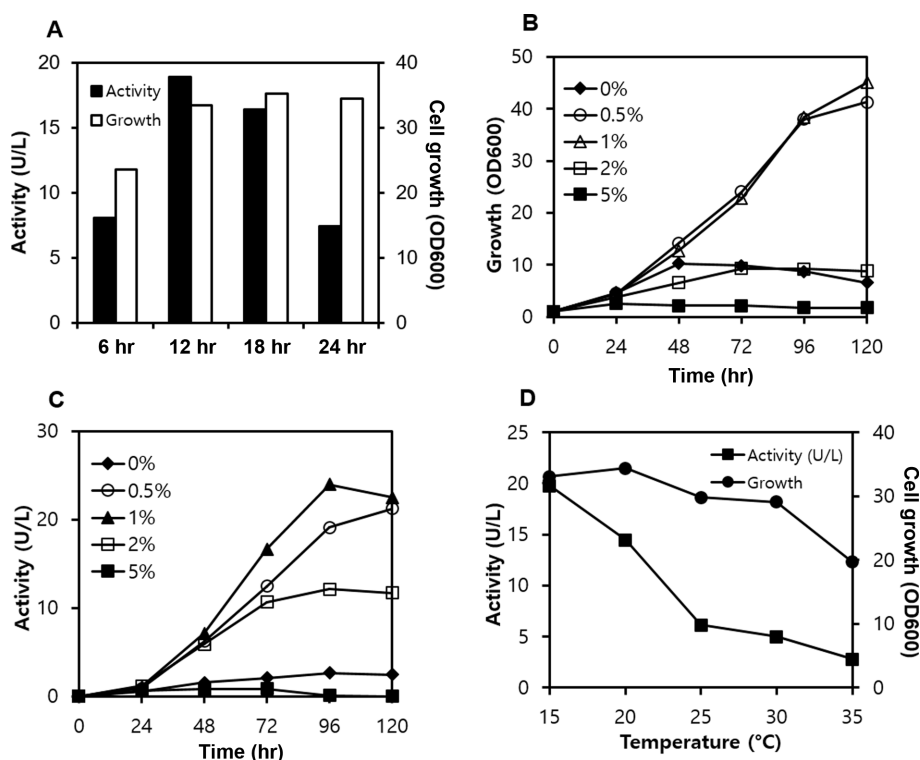 A
20
15
10
5
0
Activity (U/L)
Activity
Growth
40
30
20
10
0
Cell growth (OD600)
6 hr 12 hr 18 hr 24 hr
B
50
40
30
20
10
0
Growth (OD600)
0%
0.5%
1%
2%
5%
0 24 48 72 96 120
Time (hr)
C
30
20
10
0
Activity (U/L)
0%
0.5%
1%
2%
5%
0 24 48 72 96 120
Time (hr)
D
25
20
15
10
5
0
Activity (U/L)
Activity (U/L)
Growth
40
30
20
10
0
Cell growth (OD600)
15 20 25 30 35
Temperature (°C)